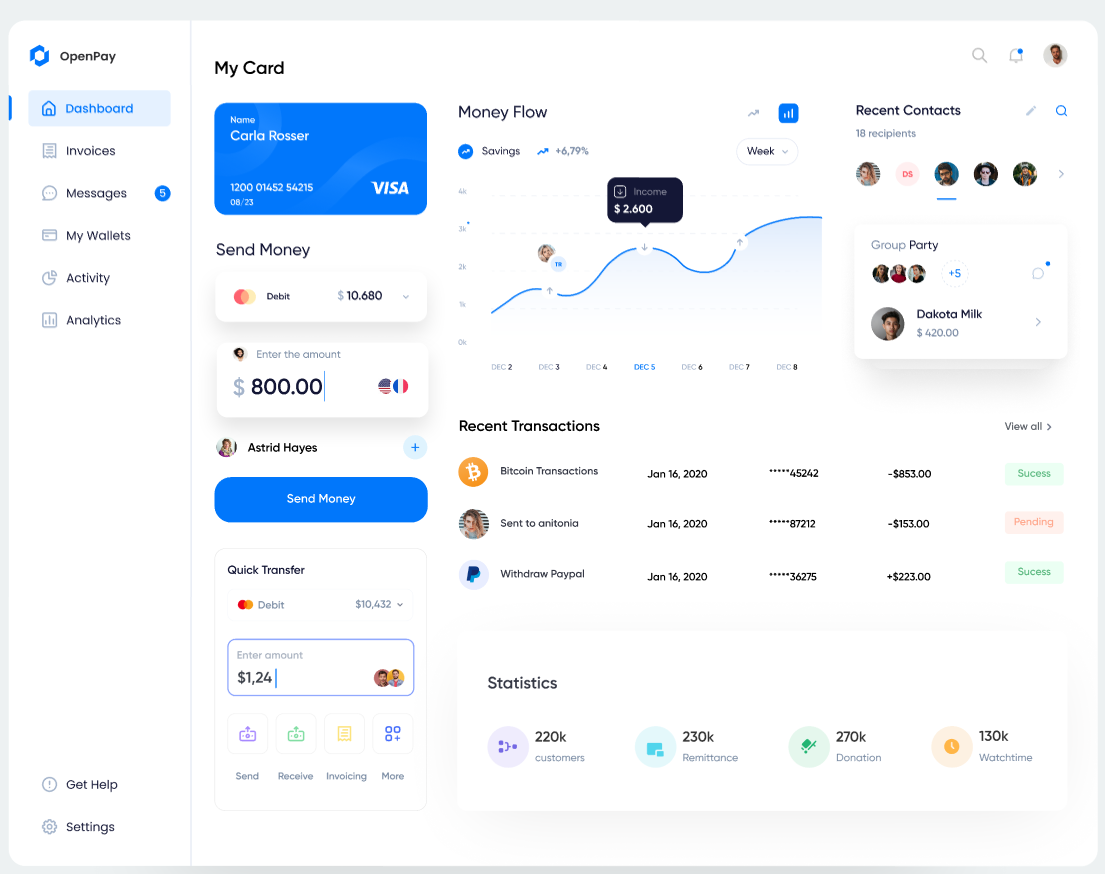 OpenPay
Dashboard
Invoices
Messages
5
My Wallets
Activity
Analytics
Get Help
Settings
My Card
Name
Carla Rosser
1200 01452 54215
08/23
VISA
Send Money
Debit
$ 10.680
Enter the amount
$ 800.00
Astrid Hayes
+
Send Money
Quick Transfer
Debit
$10,432
Enter amount
$1,24
Send
Receive
Invoicing
More
Money Flow
Savings
+6,79%
Week
4k
3k
2k
1k
0k
Income
$ 2.600
TR
DEC 2
DEC 3
DEC 4
DEC 5
DEC 6
DEC 7
DEC 8
Recent Contacts
18 recipients
DS
Group Party
+5
Dakota Milk
$ 420.00
Recent Transactions
View all
Bitcoin Transactions
Jan 16, 2020
*****45242
-$853.00
Sucess
Sent to anitonia
Jan 16, 2020
*****87212
-$153.00
Pending
Withdraw Paypal
Jan 16, 2020
*****36275
+$223.00
Sucess
Statistics
220k
customers
230k
Remittance
270k
Donation
130k
Watchtime